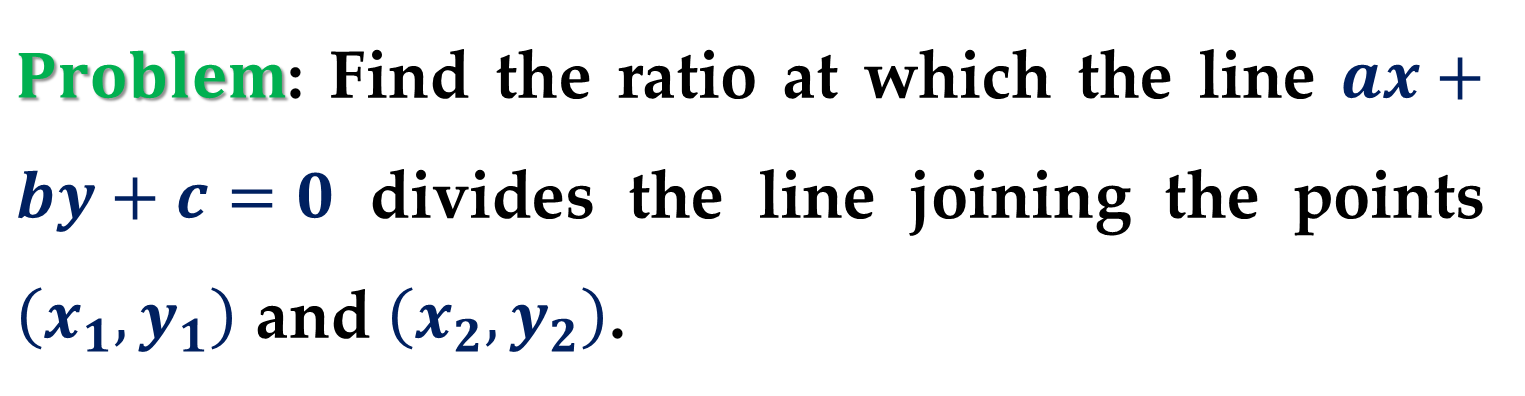 Problem: Find the ratio at which the line ax +
by + c = 0 divides the line joining the points
(x₁, y₁) and (x₂, y₂).